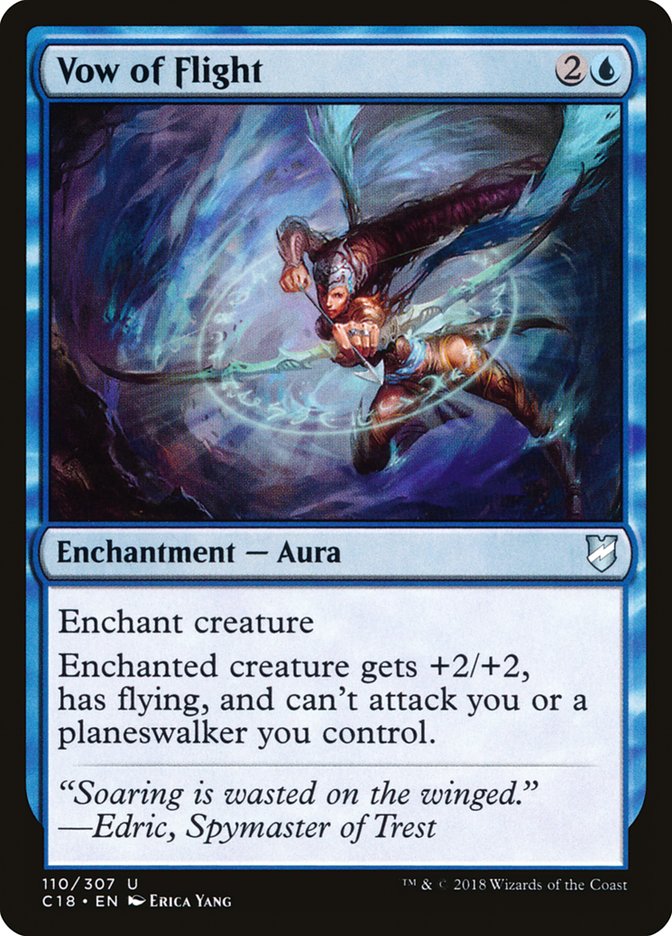 Vow of Flight 2
Enchantment — Aura
Enchant creature
Enchanted creature gets +2/+2,
has flying, and can’t attack you or a
planeswalker you control.
“Soaring is wasted on the winged.”
—Edric, Spymaster of Trest
110/307 U
™ & © 2018 Wizards of the Coast
C18 • EN Erica Yang